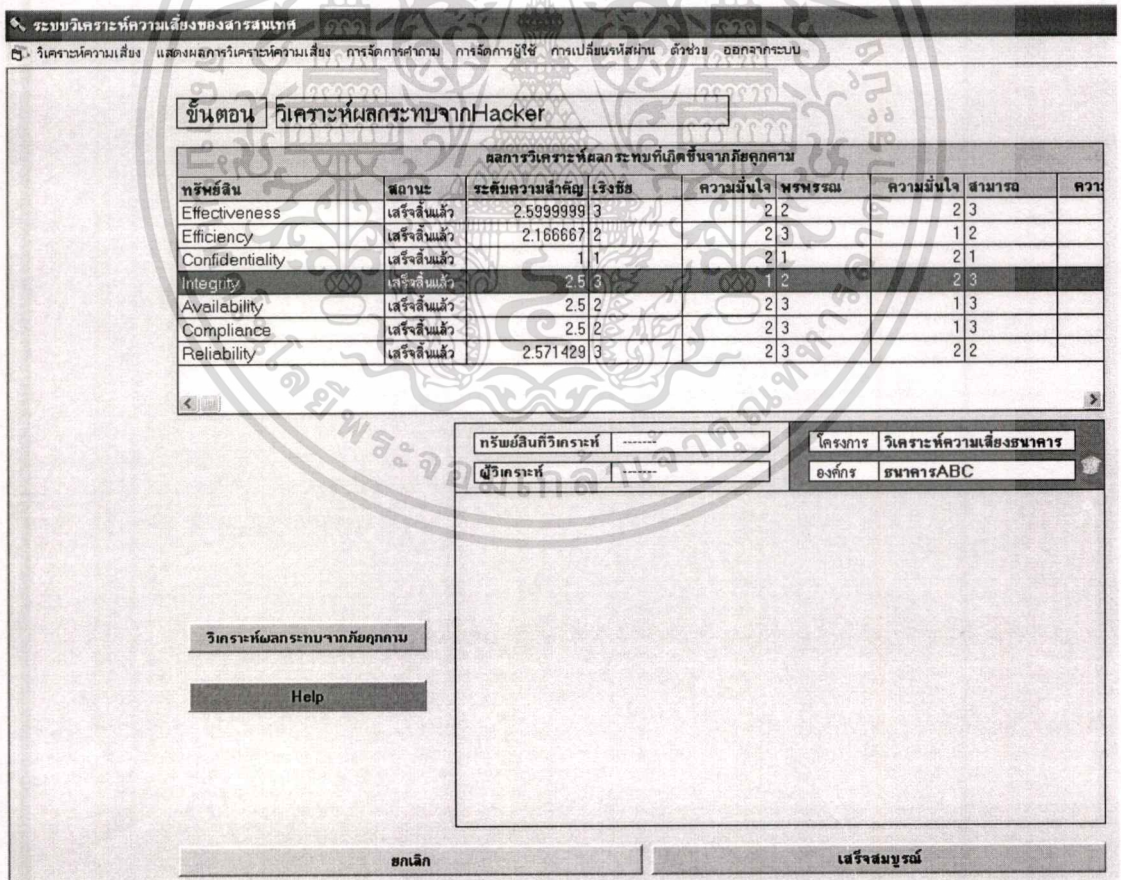 ระบบวิเคราะห์ความเสี่ยงของสารสนเทศ
วิเคราะห์ความเสี่ยง แสดงผลการวิเคราะห์ความเสี่ยง การจัดการคำถาม การจัดการผู้ใช้ การเปลี่ยนรหัสผ่าน ตัวช่วย ออกจากระบบ
ขั้นตอน วิเคราะห์ผลกระทบจากHacker
ผลการวิเคราะห์ผลกระทบที่เกิดขึ้นจากภัยคุกคาม
ทรัพย์สิน สถานะ ระดับความสำคัญ เริงชัย ความมั่นใจ พรพรรณ ความมั่นใจ สามารถ ความ
Effectiveness เสร็จสิ้นแล้ว 2.5999999 3 2 2 2 3
Efficiency เสร็จสิ้นแล้ว 2.166667 2 2 3 1 2
Confidentiality เสร็จสิ้นแล้ว 1 1 2 1 2 1
Integrity เสร็จสิ้นแล้ว 2.5 3 1 2 2 3
Availability เสร็จสิ้นแล้ว 2.5 2 2 3 1 3
Compliance เสร็จสิ้นแล้ว 2.5 2 2 3 1 3
Reliability เสร็จสิ้นแล้ว 2.571429 3 2 3 2 2
ทรัพย์สินที่วิเคราะห์ ------- โครงการ วิเคราะห์ความเสี่ยงธนาคาร
ผู้วิเคราะห์ ------- องค์กร ธนาคารABC
วิเคราะห์ผลกระทบจากภัยคุกคาม
Help
ยกเลิก เสร็จสมบูรณ์